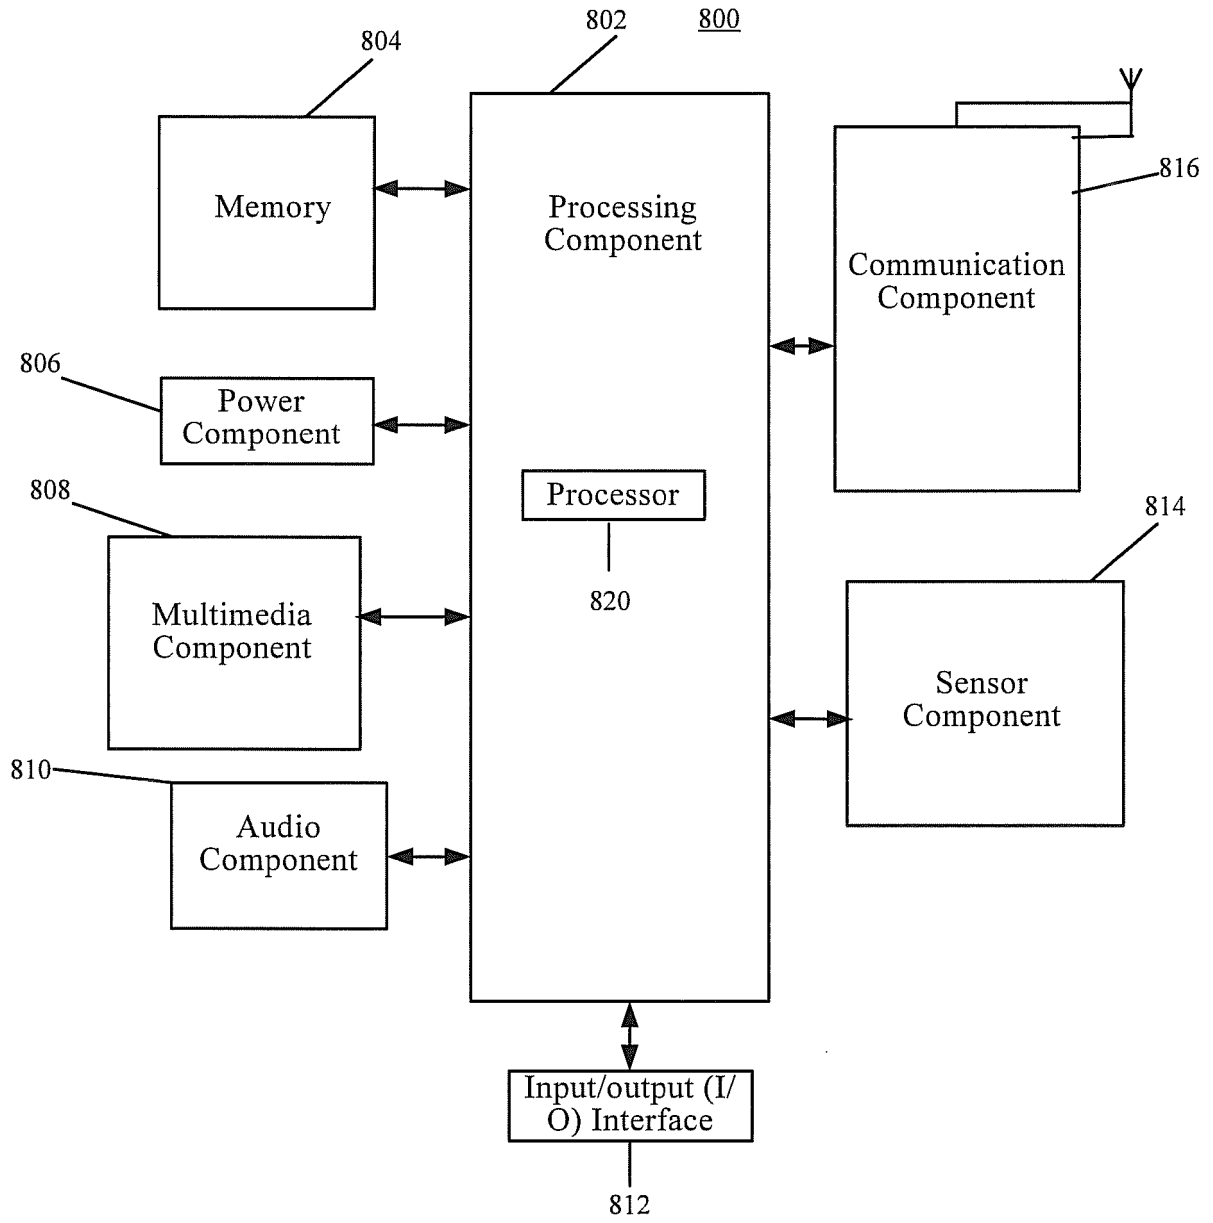 802
800
804
Memory
Processing
Component
816
Communication
Component
806
Power
Component
808
Processor
820
814
Multimedia
Component
Sensor
Component
810
Audio
Component
Input/output (I/
O) Interface
812